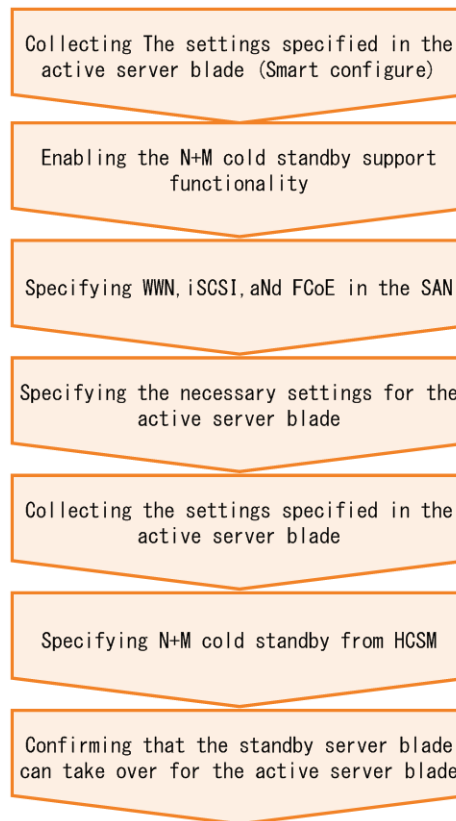 Collecting The settings specified in the
active server blade (Smart configure)
Enabling the N+M cold standby support
functionality
Specifying WWN, iSCSI, aNd FCoE in the SAN
Specifying the necessary settings for the
active server blade
Collecting the settings specified in the
active server blade
Specifying N+M cold standby from HCSM
Confirming that the standby server blade
can take over for the active server blade